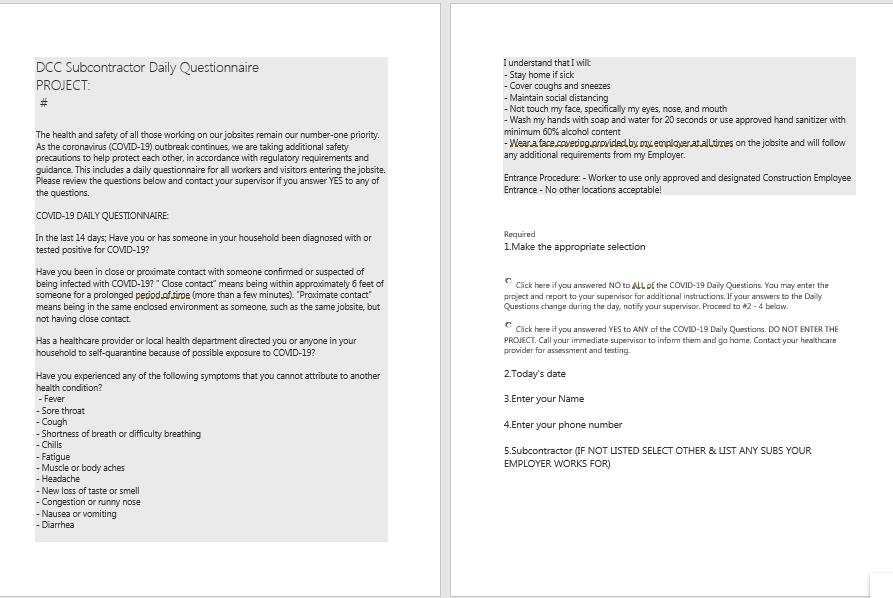 DCC Subcontractor Daily Questionnaire
PROJECT:
#
The health and safety of all those working on our jobsites remain our number-one priority.
As the coronavirus (COVID-19) outbreak continues, we are taking additional safety
precautions to help protect each other, in accordance with regulatory requirements and
guidance. This includes a daily questionnaire for all workers and visitors entering the jobsite.
Please review the questions below and contact your supervisor if you answer YES to any of
the questions.
COVID-19 DAILY QUESTIONNAIRE:
In the last 14 days; Have you or has someone in your household been diagnosed with or
tested positive for COVID-19?
Have you been in close or proximate contact with someone confirmed or suspected of
being infected with COVID-19? " Close contact" means being within approximately 6 feet of
someone for a prolonged period of time (more than a few minutes). "Proximate contact"
means being in the same enclosed environment as someone, such as the same jobsite, but
not having close contact.
Has a healthcare provider or local health department directed you or anyone in your
household to self-quarantine because of possible exposure to COVID-19?
Have you experienced any of the following symptoms that you cannot attribute to another
health condition?
- Fever
- Sore throat
- Cough
- Shortness of breath or difficulty breathing
- Chills
- Fatigue
- Muscle or body aches
- Headache
- New loss of taste or smell
- Congestion or runny nose
- Nausea or vomiting
- Diarrhea
I understand that I will:
- Stay home if sick
- Cover coughs and sneezes
- Maintain social distancing
- Not touch my face, specifically my eyes, nose, and mouth
- Wash my hands with soap and water for 20 seconds or use approved hand sanitizer with
minimum 60% alcohol content
- Wear a face covering provided by my employer at all times on the jobsite and will follow
any additional requirements from my Employer.
Entrance Procedure: - Worker to use only approved and designated Construction Employee
Entrance - No other locations acceptable!
Required
1.Make the appropriate selection
Click here if you answered NO to ALL of the COVID-19 Daily Questions. You may enter the
project and report to your supervisor for additional instructions. If your answers to the Daily
Questions change during the day, notify your supervisor. Proceed to #2 - 4 below.
Click here if you answered YES to ANY of the COVID-19 Daily Questions. DO NOT ENTER THE
PROJECT. Call your immediate supervisor to inform them and go home. Contact your healthcare
provider for assessment and testing.
2.Today's date
3.Enter your Name
4.Enter your phone number
5.Subcontractor (IF NOT LISTED SELECT OTHER & LIST ANY SUBS YOUR
EMPLOYER WORKS FOR)